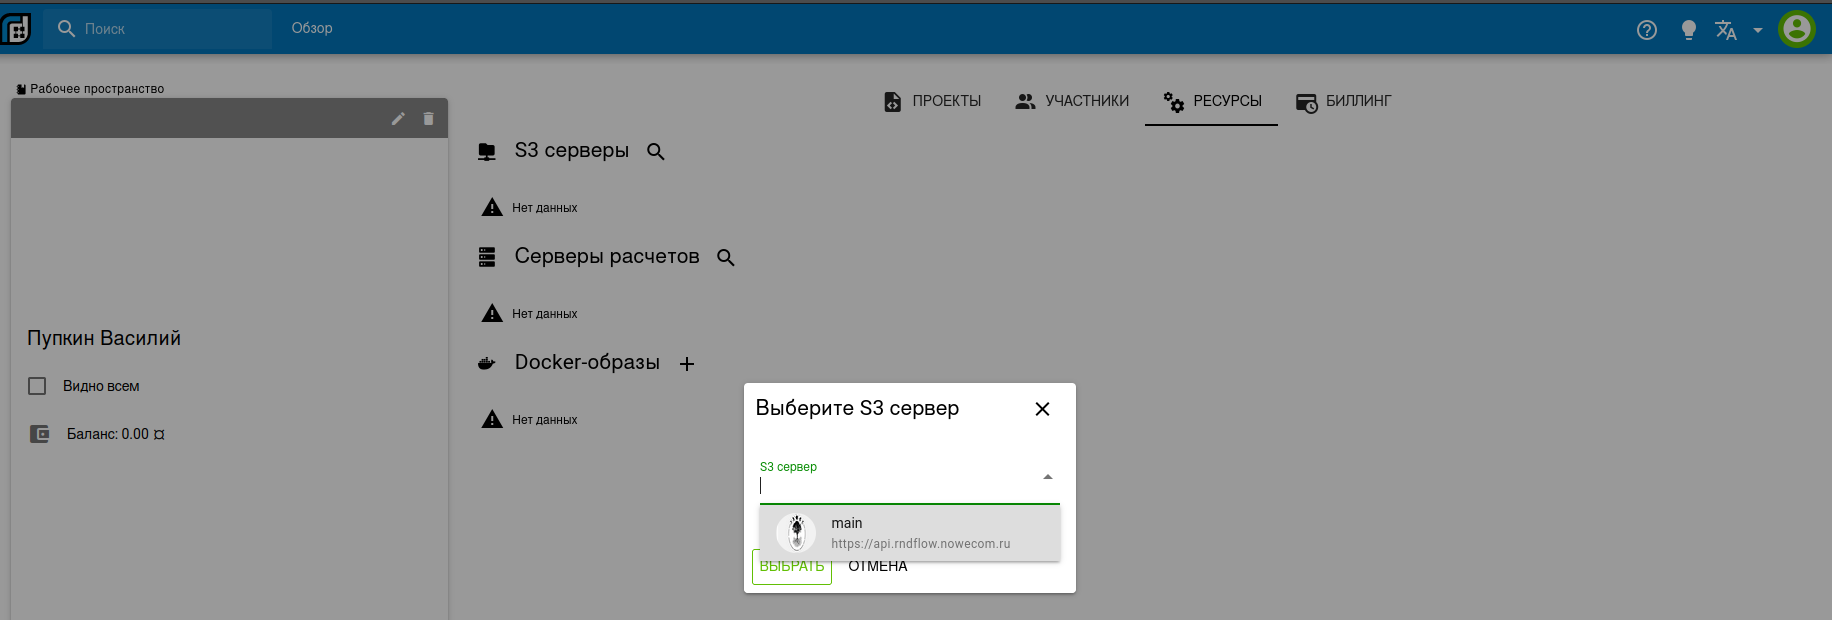 Поиск
Обзор
Рабочее пространство
ПРОЕКТЫ
УЧАСТНИКИ
РЕСУРСЫ
БИЛЛИНГ
S3 серверы
Нет данных
Серверы расчетов
Нет данных
Docker-образы
Нет данных
Пупкин Василий
Видно всем
Баланс: 0.00 ¤
Выберите S3 сервер
S3 сервер
main
https://api.rndflow.nowecom.ru
ВЫБРАТЬ
ОТМЕНА